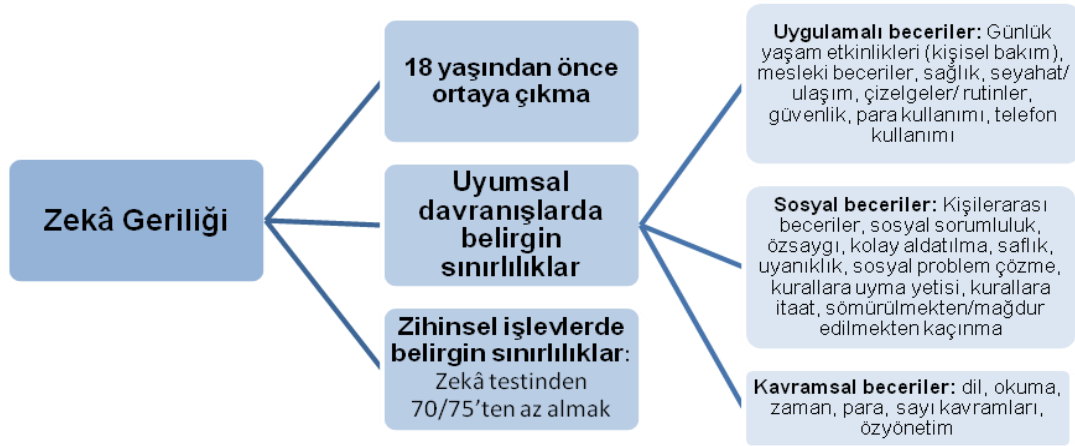 Zekâ Geriliği
18 yaşından önce
ortaya çıkma
Uyumsal
davranışlarda
belirgin
sınırlılıklar
Zihinsel işlevlerde
belirgin sınırlılıklar:
Zekâ testinden
70/75’ten az almak
Uygulamalı beceriler: Günlük
yaşam etkinlikleri (kişisel bakım),
mesleki beceriler, sağlık, seyahat/
ulaşım, çizelgeler/ rutinler,
güvenlik, para kullanımı, telefon
kullanımı
Sosyal beceriler: Kişilerarası
beceriler, sosyal sorumluluk,
özsaygı, kolay aldatılma, saflık,
uyanıklık, sosyal problem çözme,
kurallara uyma yetisi, kurallara
itaat, sömürülmekten/mağdur
edilmekten kaçınma
Kavramsal beceriler: dil, okuma,
zaman, para, sayı kavramları,
özyönetim